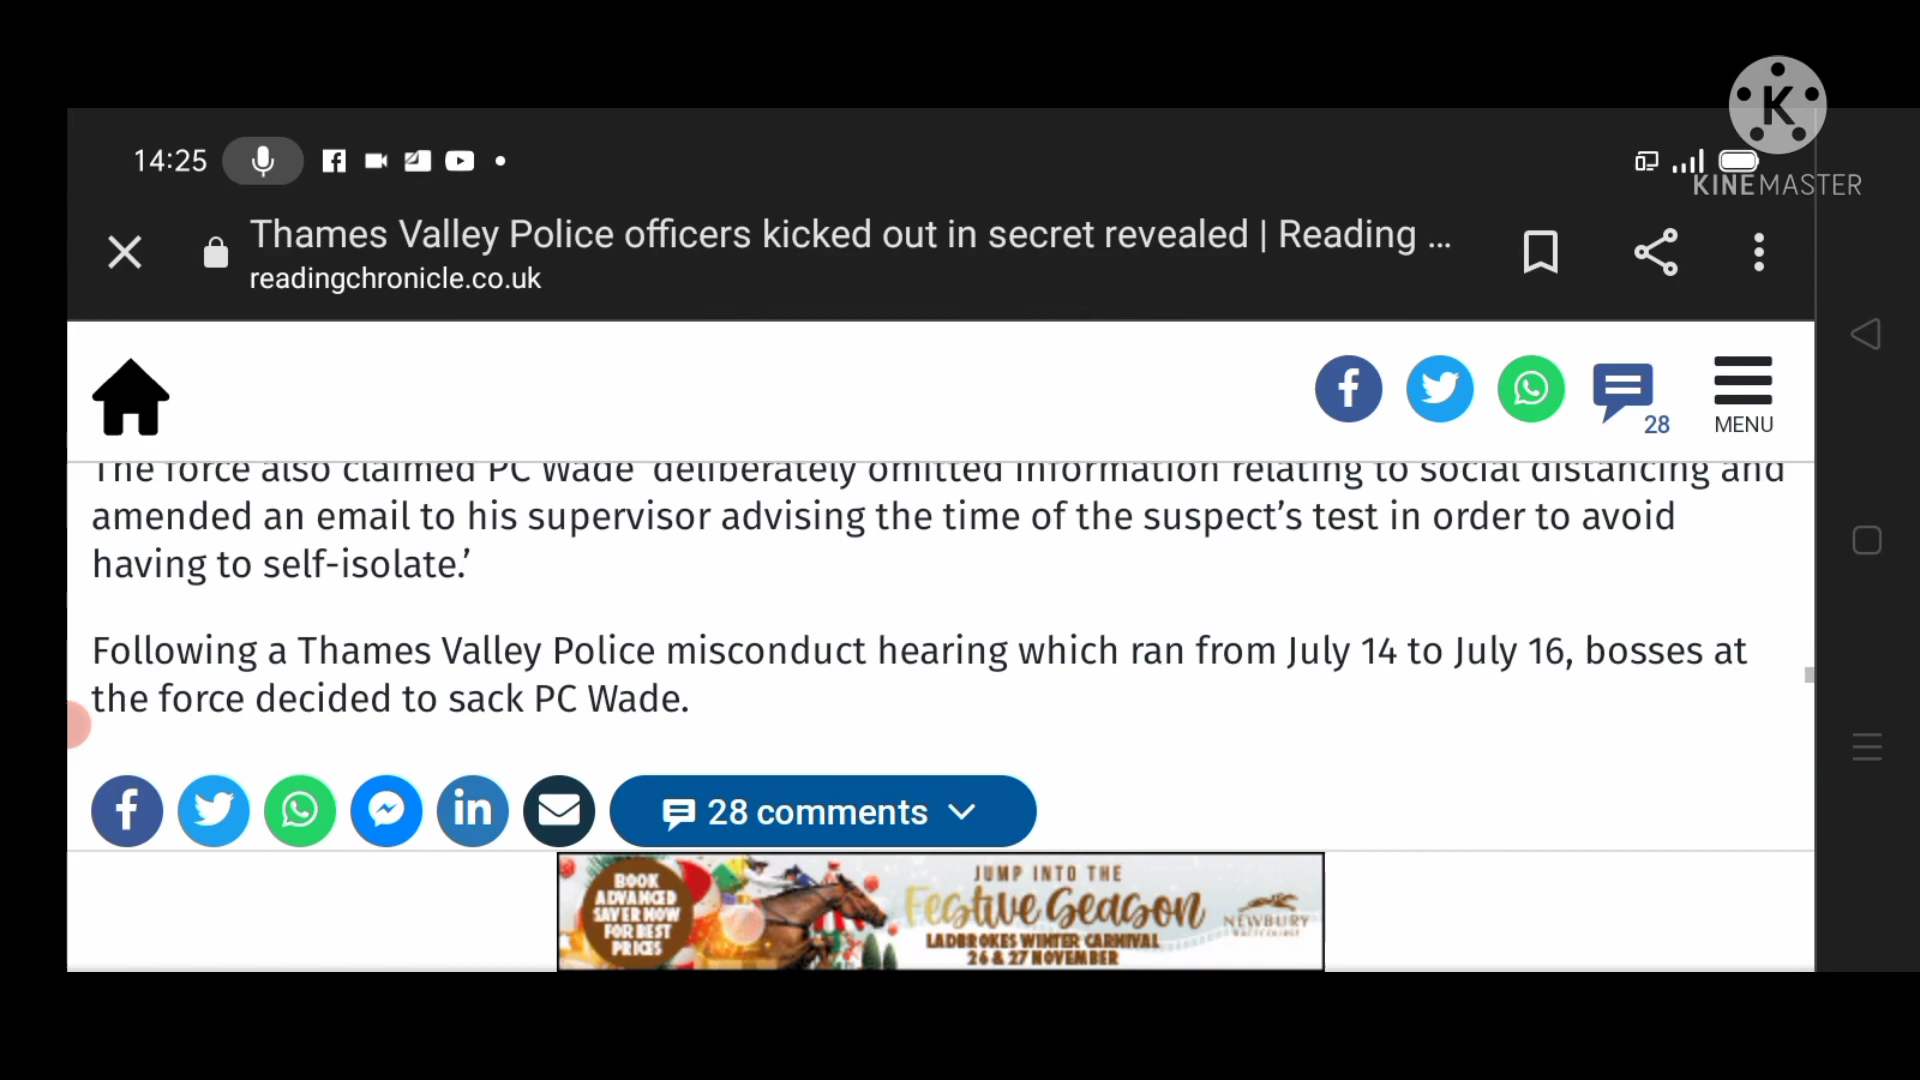 14:25
KINEMASTER
Thames Valley Police officers kicked out in secret revealed | Reading ...
readingchronicle.co.uk
28
MENU
The force also claimed PC Wade ‘deliberately omitted information relating to social distancing and
amended an email to his supervisor advising the time of the suspect’s test in order to avoid
having to self-isolate.’
Following a Thames Valley Police misconduct hearing which ran from July 14 to July 16, bosses at
the force decided to sack PC Wade.
28 comments
BOOK
ADVANCED
SAVER NOW
FOR BEST
PRICES
JUMP INTO THE
Festive Season
LADBROKES WINTER CARNIVAL
26 & 27 NOVEMBER
NEWBURY
RACECOURSE